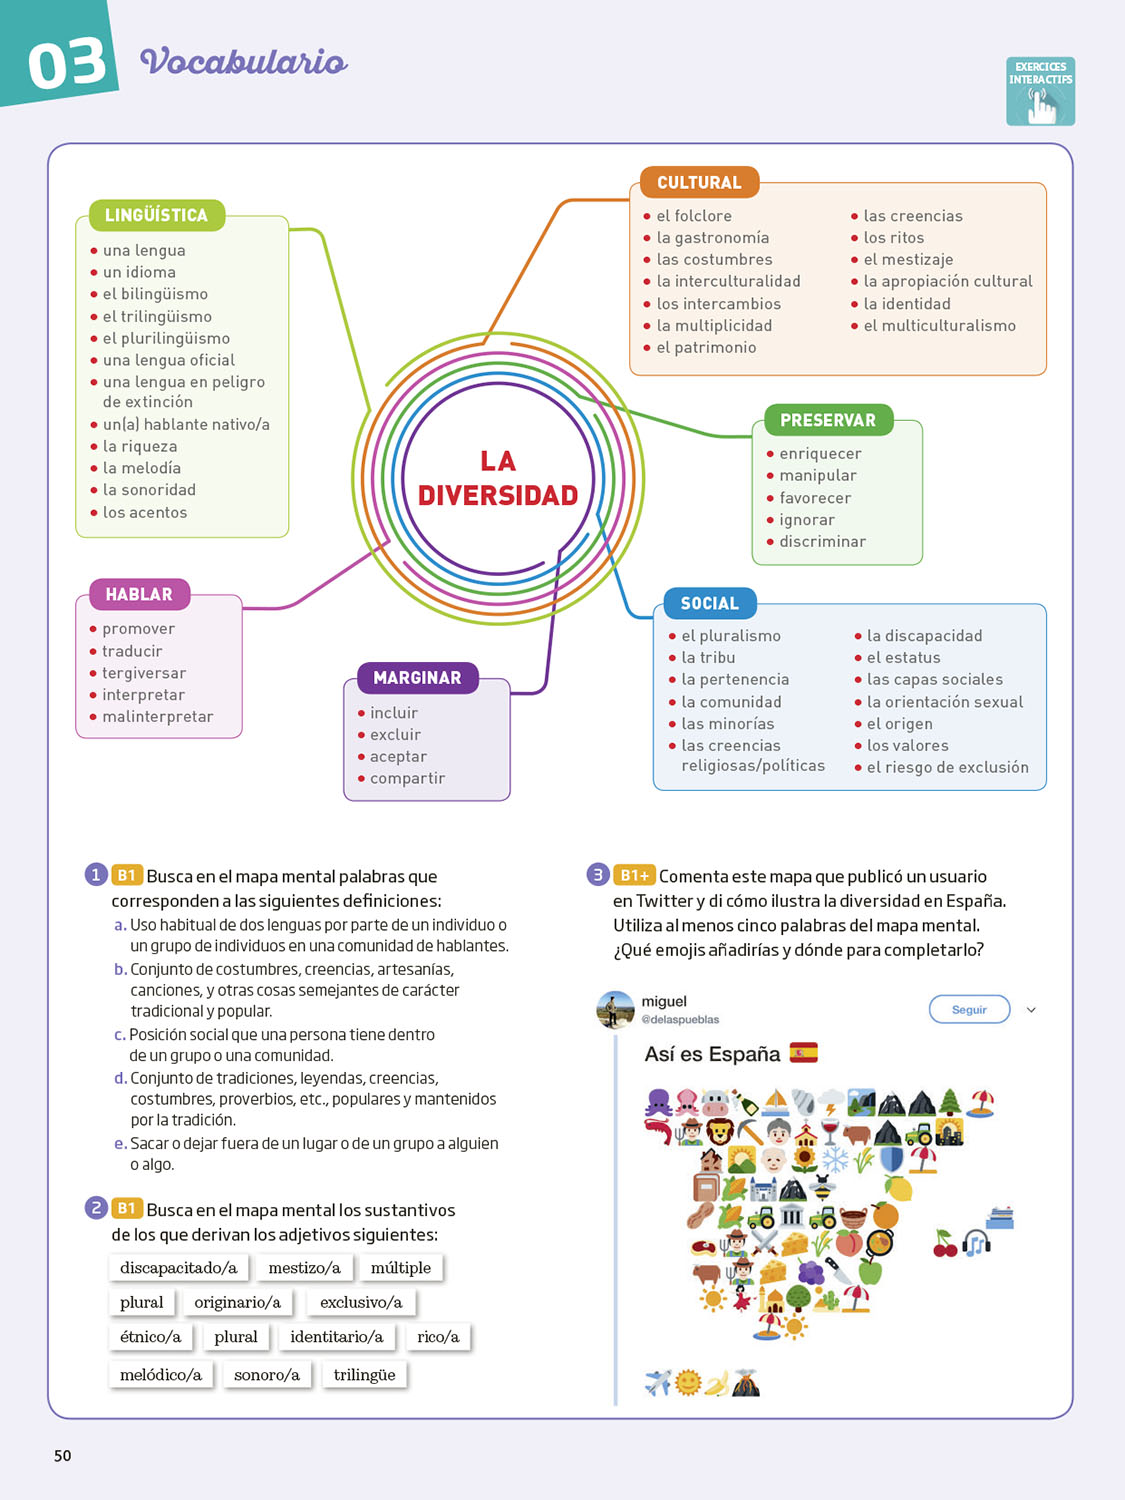 03
Vocabulario
EXERCICES
INTERACTIFS
LINGÜÍSTICA
• una lengua
• un idioma
• el bilingüismo
• el trilingüismo
• el plurilingüismo
• una lengua oficial
• una lengua en peligro
de extinción
• un(a) hablante nativo/a
• la riqueza
• la melodía
• la sonoridad
• los acentos
CULTURAL
• el folclore
• la gastronomía
• las costumbres
• la interculturalidad
• los intercambios
• la multiplicidad
• el patrimonio
• las creencias
• los ritos
• el mestizaje
• la apropiación cultural
• la identidad
• el multiculturalismo
LA
DIVERSIDAD
PRESERVAR
• enriquecer
• manipular
• favorecer
• ignorar
• discriminar
HABLAR
• promover
• traducir
• tergiversar
• interpretar
• malinterpretar
MARGINAR
• incluir
• excluir
• aceptar
• compartir
SOCIAL
• el pluralismo
• la tribu
• la pertenencia
• la comunidad
• las minorías
• las creencias
religiosas/políticas
• la discapacidad
• el estatus
• las capas sociales
• la orientación sexual
• el origen
• los valores
• el riesgo de exclusión
1 B1 Busca en el mapa mental palabras que
corresponden a las siguientes definiciones:
a. Uso habitual de dos lenguas por parte de un individuo o
un grupo de individuos en una comunidad de hablantes.
b. Conjunto de costumbres, creencias, artesanías,
canciones, y otras cosas semejantes de carácter
tradicional y popular.
c. Posición social que una persona tiene dentro
de un grupo o una comunidad.
d. Conjunto de tradiciones, leyendas, creencias,
costumbres, proverbios, etc., populares y mantenidos
por la tradición.
e. Sacar o dejar fuera de un lugar o de un grupo a alguien
o algo.
2 B1 Busca en el mapa mental los sustantivos
de los que derivan los adjetivos siguientes:
discapacitado/a mestizo/a múltiple
plural originario/a exclusivo/a
étnico/a plural identitario/a rico/a
melódico/a sonoro/a trilingüe
3 B1+ Comenta este mapa que publicó un usuario
en Twitter y di cómo ilustra la diversidad en España.
Utiliza al menos cinco palabras del mapa mental.
¿Qué emojis añadirías y dónde para completarlo?
miguel
@delaspueblas
Seguir
Así es España
50